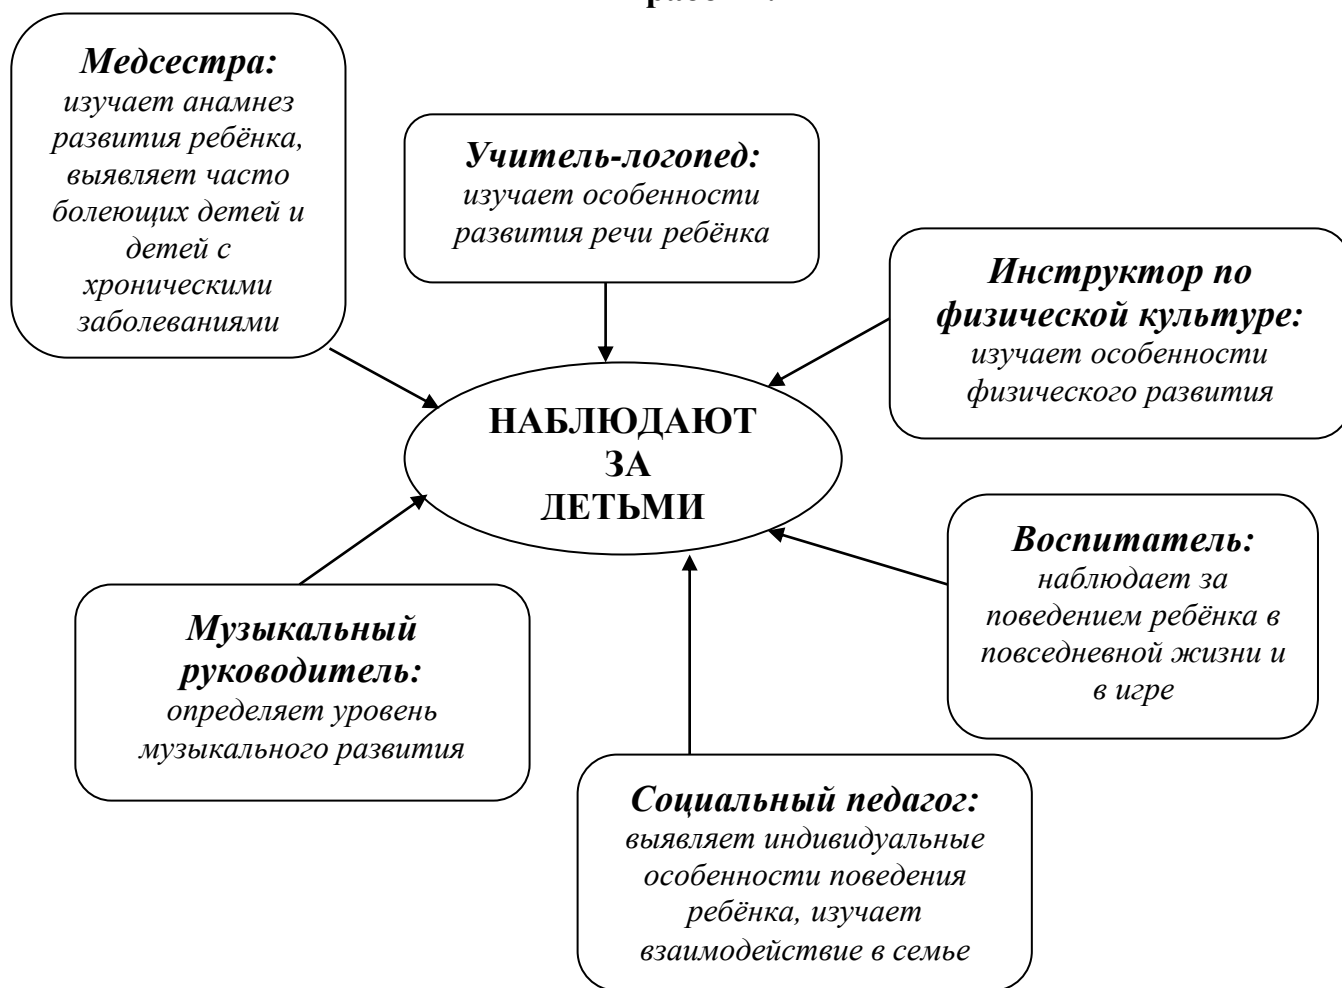 Медсестра:
изучает анамнез
развития ребёнка,
выявляет часто
болеющих детей и
детей с
хроническими
заболеваниями
Учитель-логопед:
изучает особенности
развития речи ребёнка
Инструктор по
физической культуре:
изучает особенности
физического развития
НАБЛЮДАЮТ
ЗА
ДЕТЬМИ
Воспитатель:
наблюдает за
поведением ребёнка в
повседневной жизни и
в игре
Музыкальный
руководитель:
определяет уровень
музыкального развития
Социальный педагог:
выявляет индивидуальные
особенности поведения
ребёнка, изучает
взаимодействие в семье